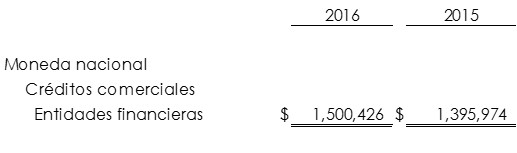 2016 2015
Moneda nacional
Créditos comerciales
Entidades financieras $ 1,500,426 $ 1,395,974